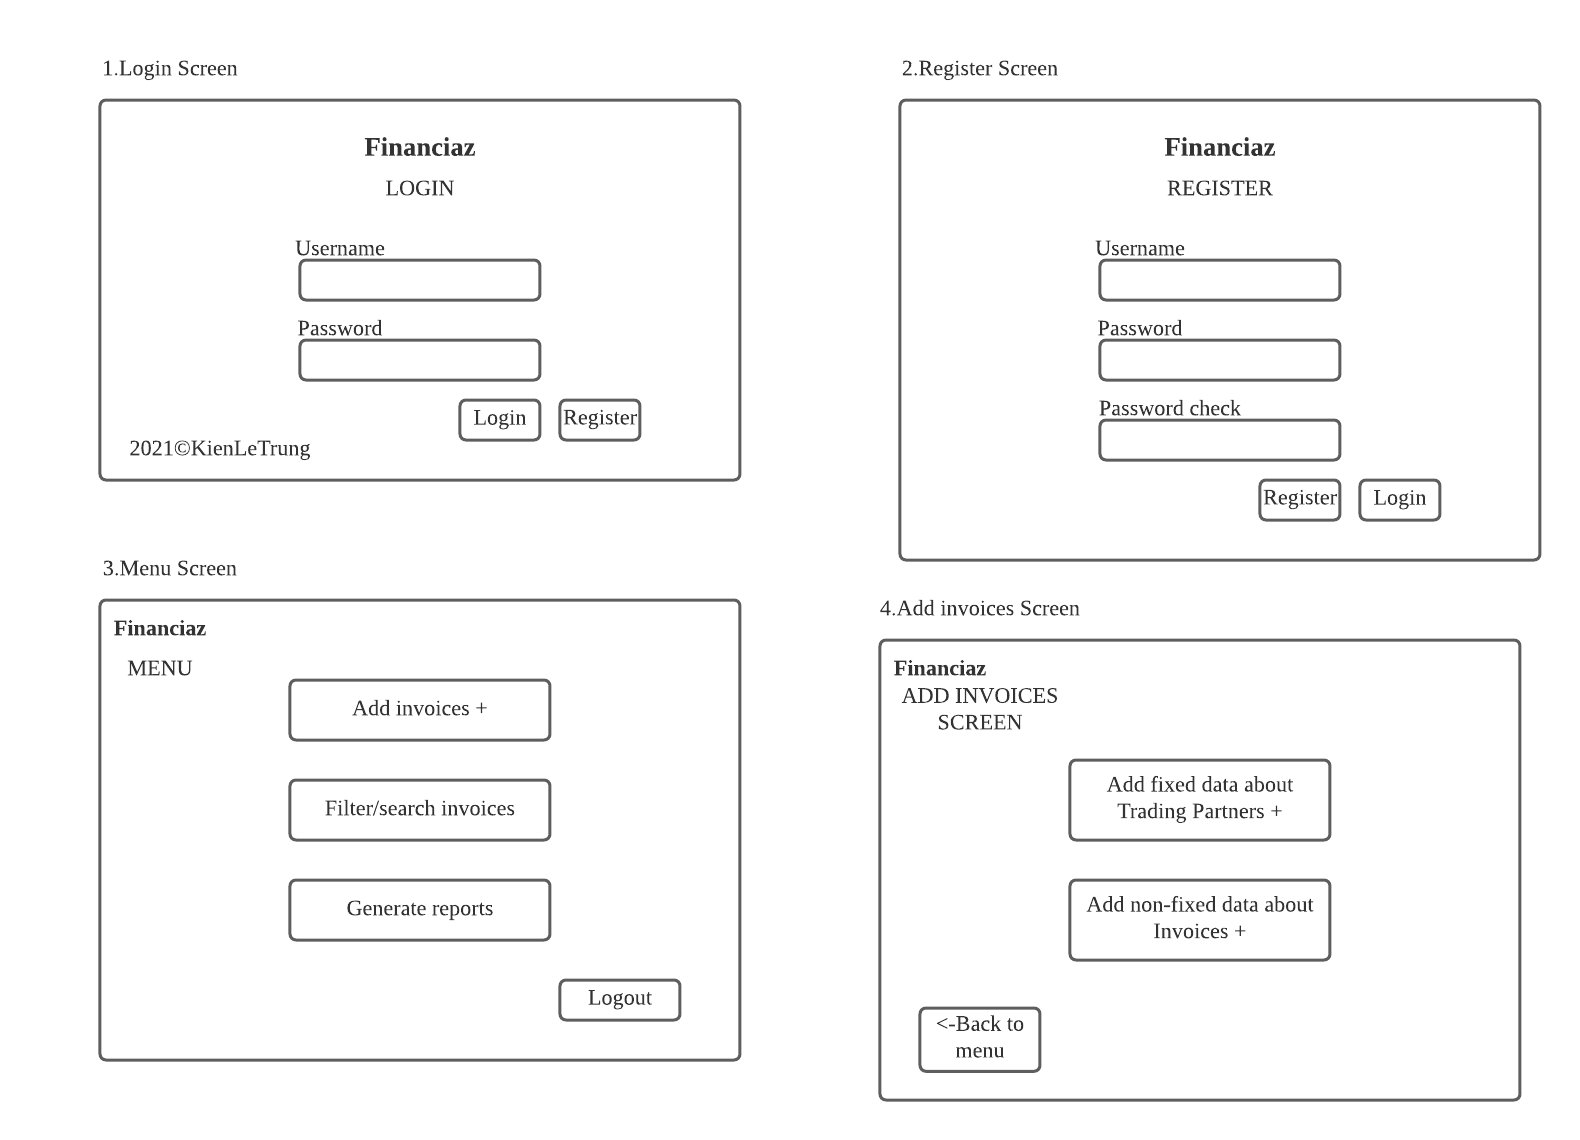 1.Login Screen
Financiaz
LOGIN
Username
Password
Login
Register
2021©KienLeTrung
2.Register Screen
Financiaz
REGISTER
Username
Password
Password check
Register
Login
3.Menu Screen
Financiaz
MENU
Add invoices +
Filter/search invoices
Generate reports
Logout
4.Add invoices Screen
Financiaz
ADD INVOICES
SCREEN
Add fixed data about
Trading Partners +
Add non-fixed data about
Invoices +
<-Back to
menu